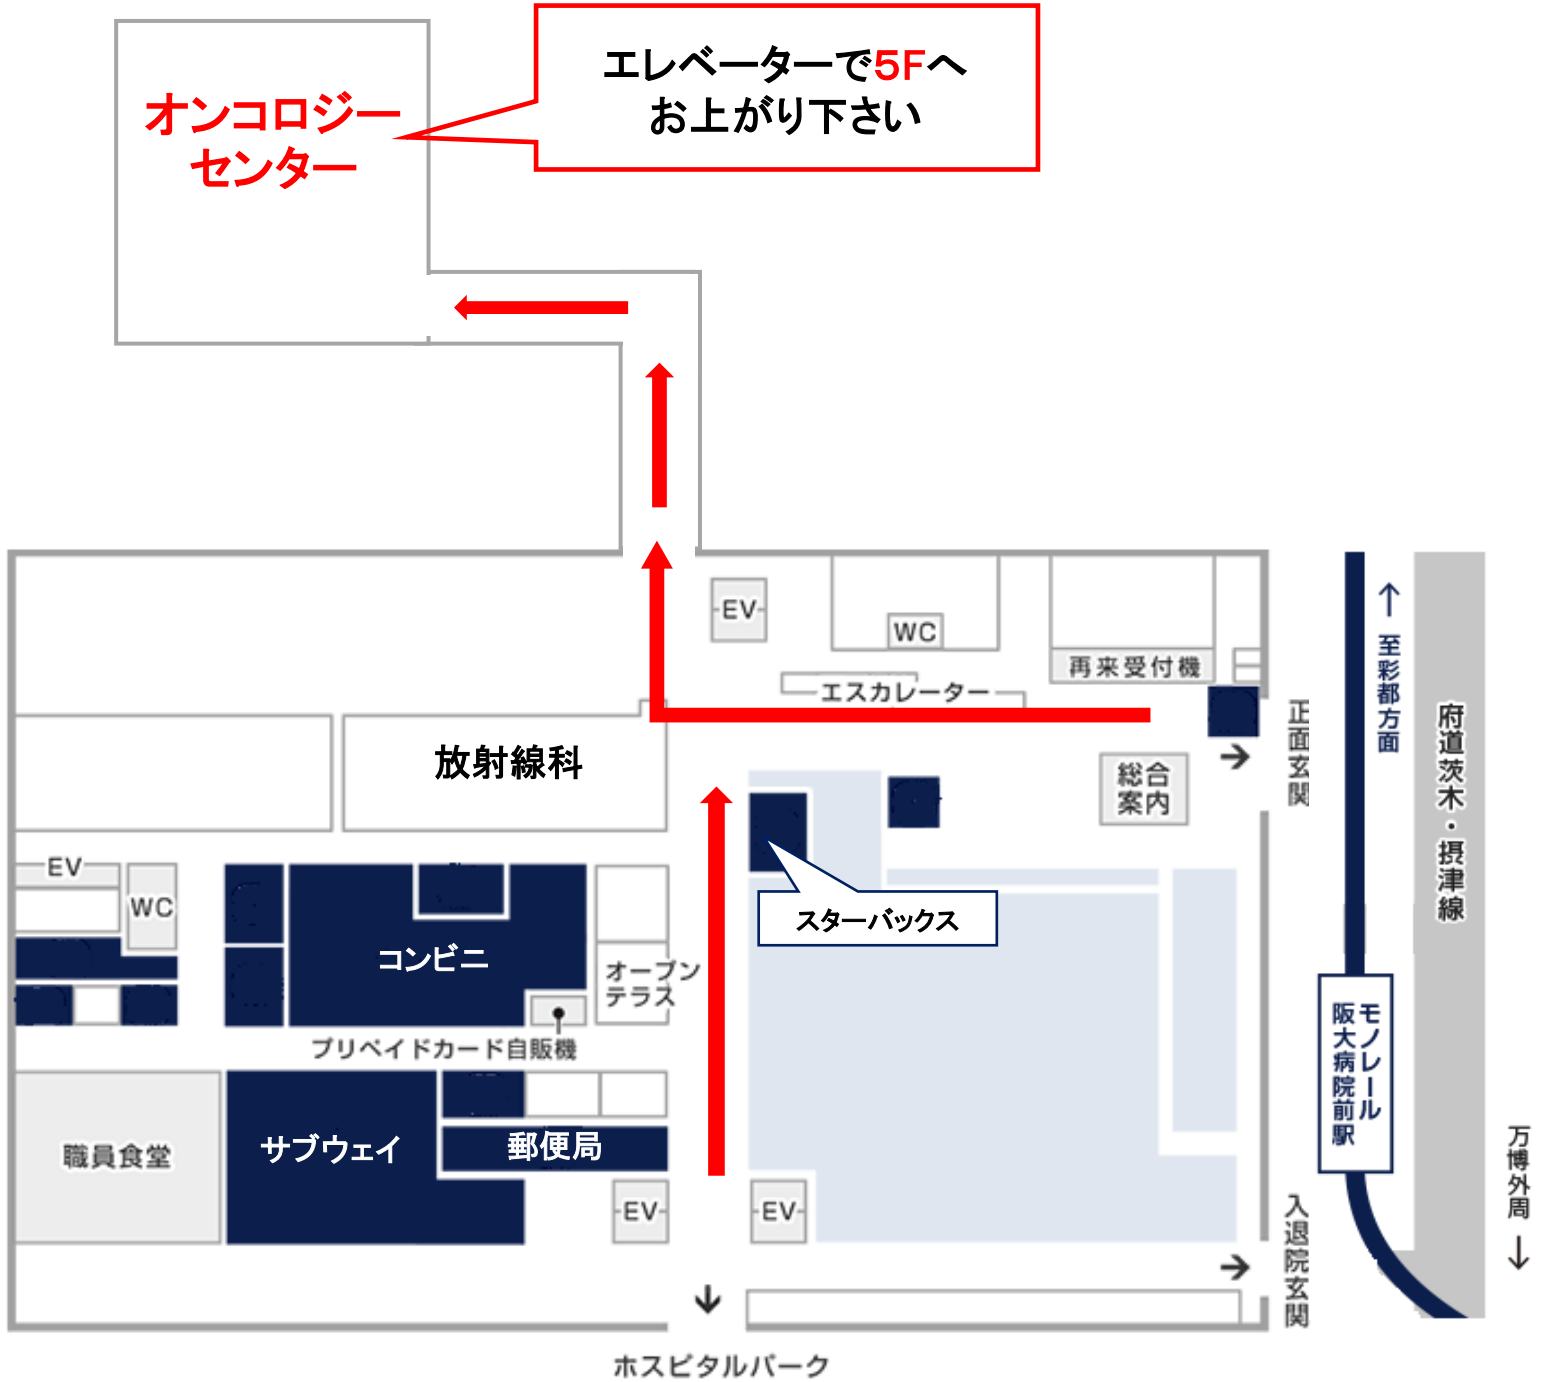 エレベーターで5Fへ
お上がり下さい
オンコロジー
センター
EV
WC
再来受付機
エスカレーター
正面玄関
↑至彩都方面
府道茨木・摂津線
放射線科
総合
案内
スターバックス
EV
WC
コンビニ
オープン
テラス
プリペイドカード自販機
モノレール
阪大病院前駅
職員食堂
サブウェイ
郵便局
EV
EV
入退院玄関
万博外周↓
ホスピタルパーク